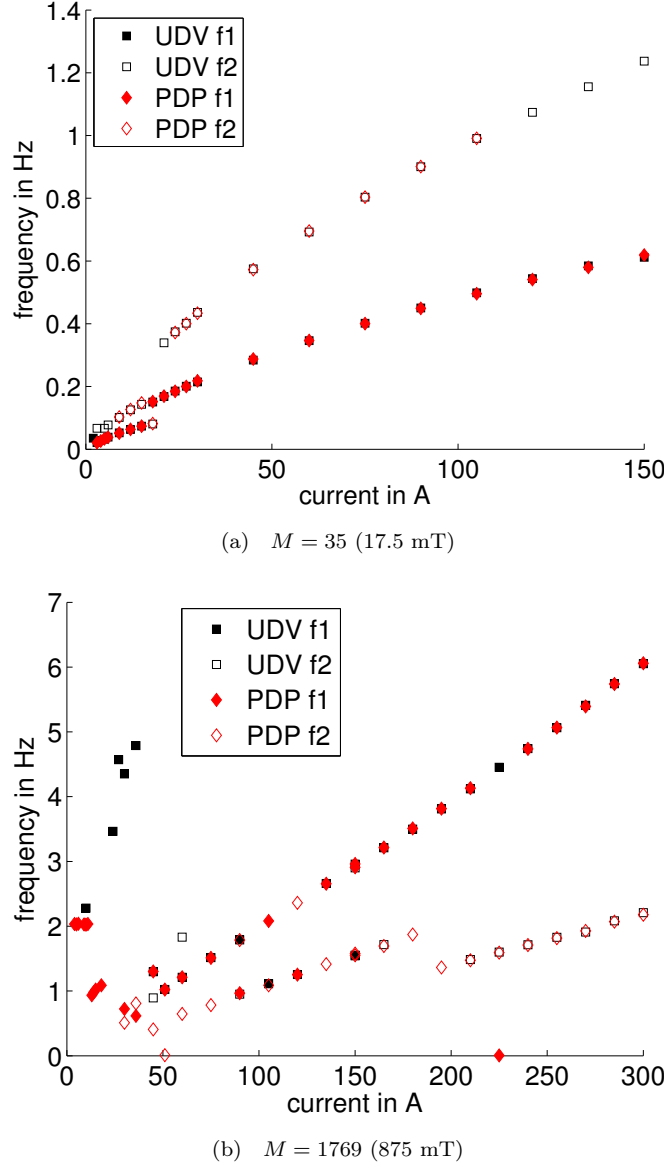 1.4
1.2
1
0.8
0.6
0.4
0.2
0
frequency in Hz
UDV f1
UDV f2
PDP f1
PDP f2
0 50 100 150
current in A
(a) M = 35 (17.5 mT)
7
6
5
4
3
2
1
0
frequency in Hz
UDV f1
UDV f2
PDP f1
PDP f2
0 50 100 150 200 250 300
current in A
(b) M = 1769 (875 mT)